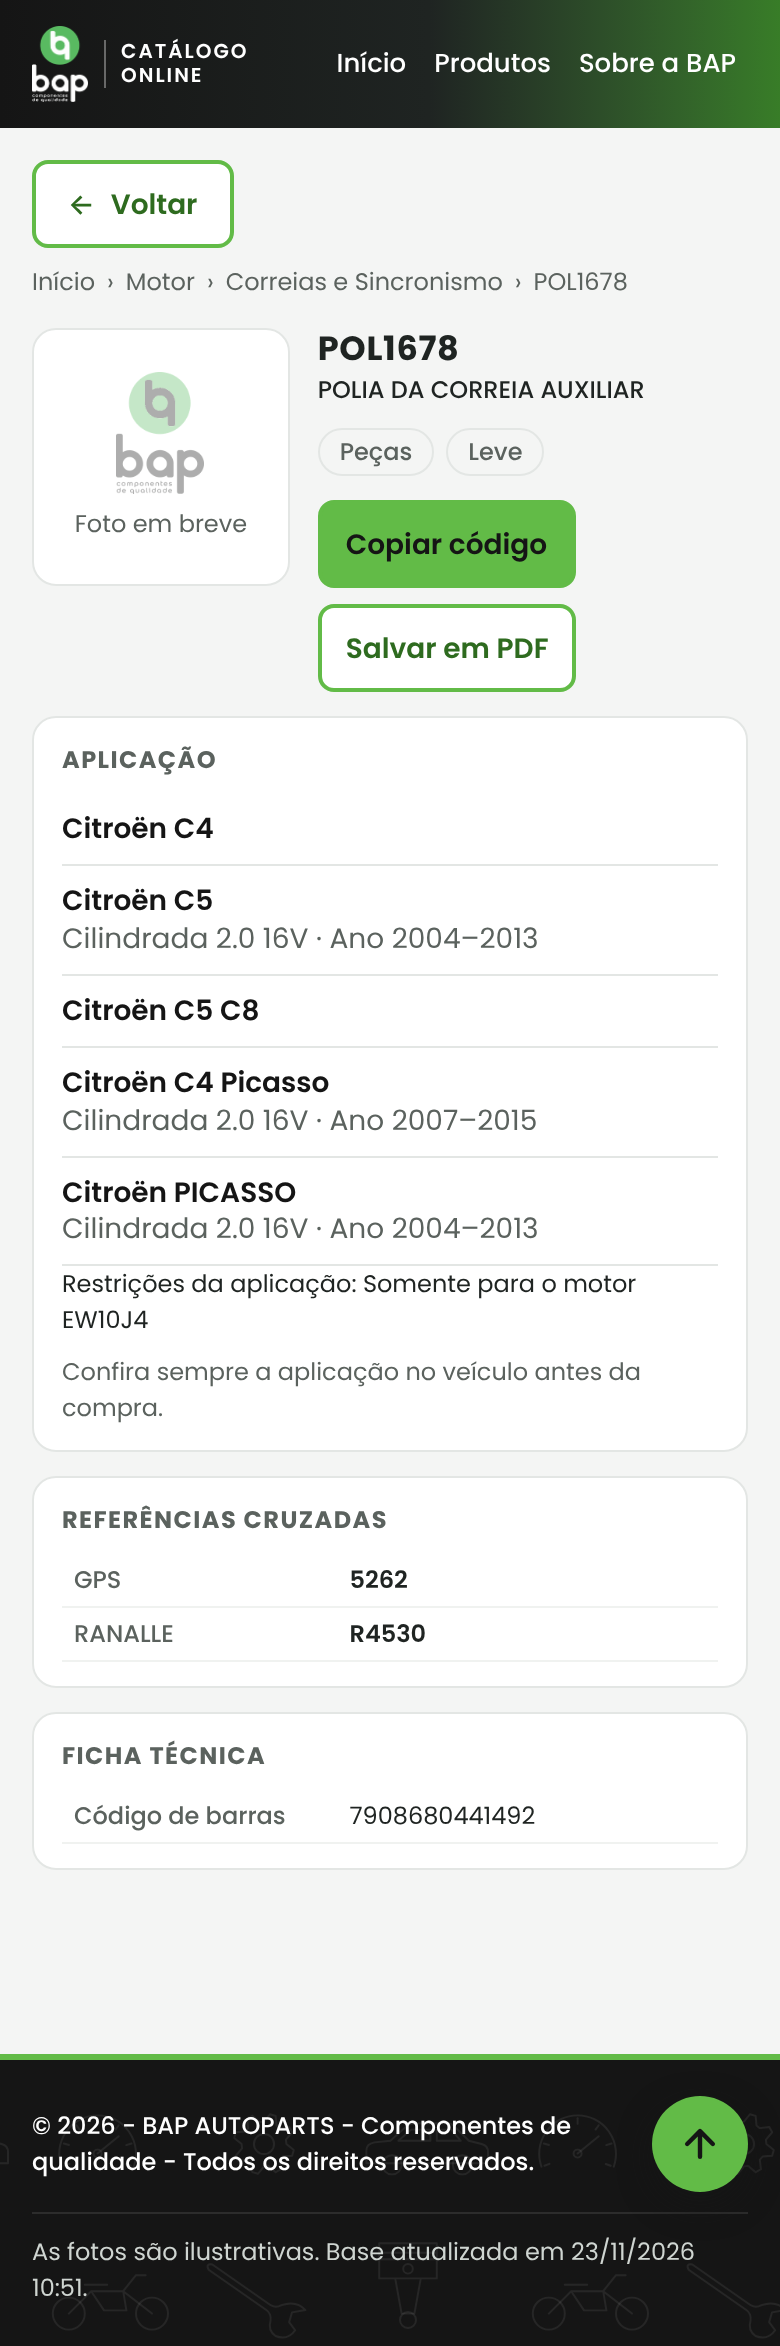 bap
componentes
de qualidade
CATÁLOGO
ONLINE
Início Produtos Sobre a BAP
← Voltar
Início › Motor › Correias e Sincronismo › POL1678
bap
componentes
de qualidade
Foto em breve
POL1678
POLIA DA CORREIA AUXILIAR
Peças Leve
Copiar código
Salvar em PDF
APLICAÇÃO
Citroën C4
Citroën C5
Cilindrada 2.0 16V · Ano 2004–2013
Citroën C5 C8
Citroën C4 Picasso
Cilindrada 2.0 16V · Ano 2007–2015
Citroën PICASSO
Cilindrada 2.0 16V · Ano 2004–2013
Restrições da aplicação: Somente para o motor
EW10J4
Confira sempre a aplicação no veículo antes da
compra.
REFERÊNCIAS CRUZADAS
GPS 5262
RANALLE R4530
FICHA TÉCNICA
Código de barras 7908680441492
© 2026 - BAP AUTOPARTS - Componentes de
qualidade - Todos os direitos reservados.
As fotos são ilustrativas. Base atualizada em 23/11/2026
10:51.